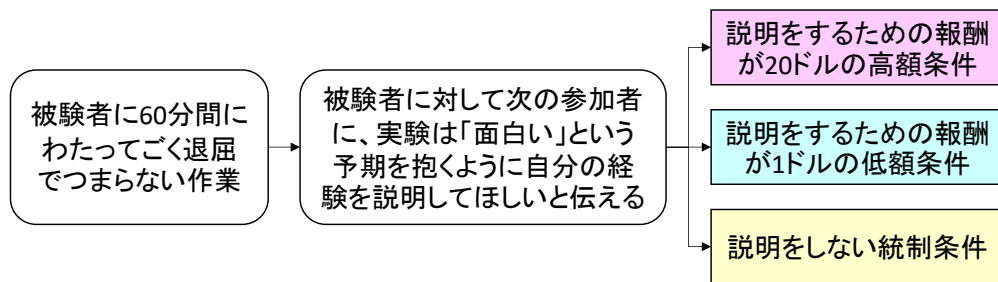 被験者に60分間に
わたってごく退屈
でつまらない作業
被験者に対して次の参加者
に、実験は「面白い」という
予期を抱くように自分の経
験を説明してほしいと伝える
説明をするための報酬
が20ドルの高額条件
説明をするための報酬
が1ドルの低額条件
説明をしない統制条件